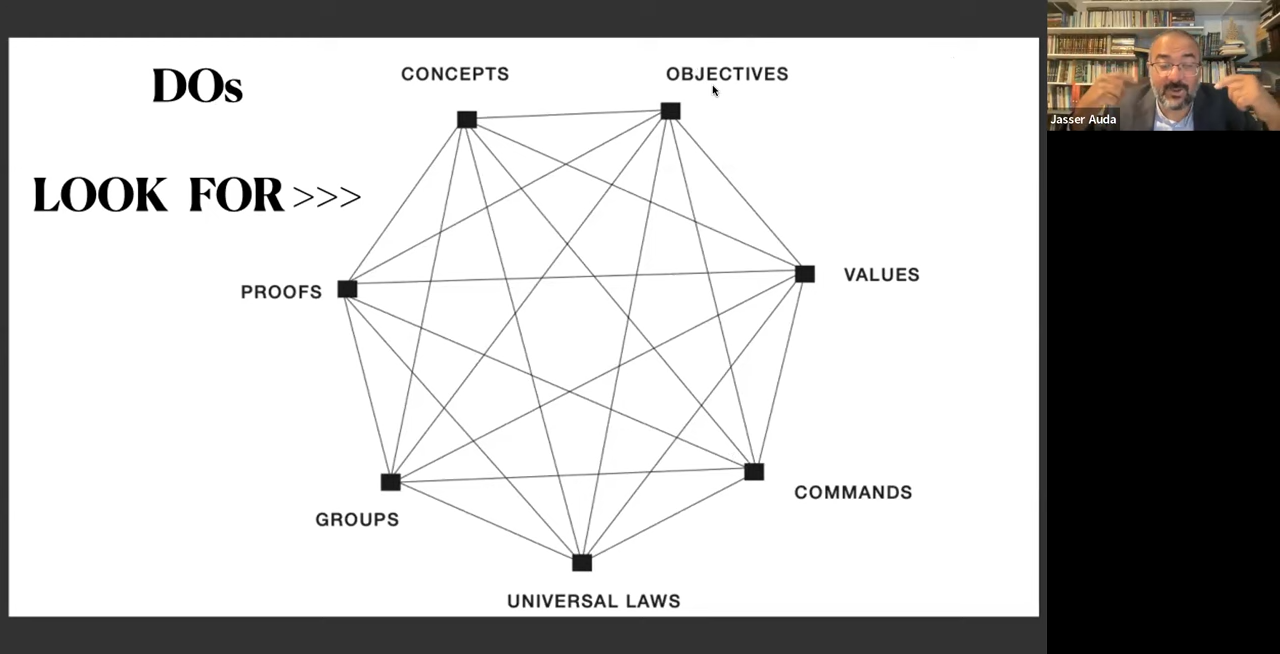 DOs
LOOK FOR >>>
CONCEPTS
OBJECTIVES
PROOFS
VALUES
GROUPS
COMMANDS
UNIVERSAL LAWS
Jasser Auda